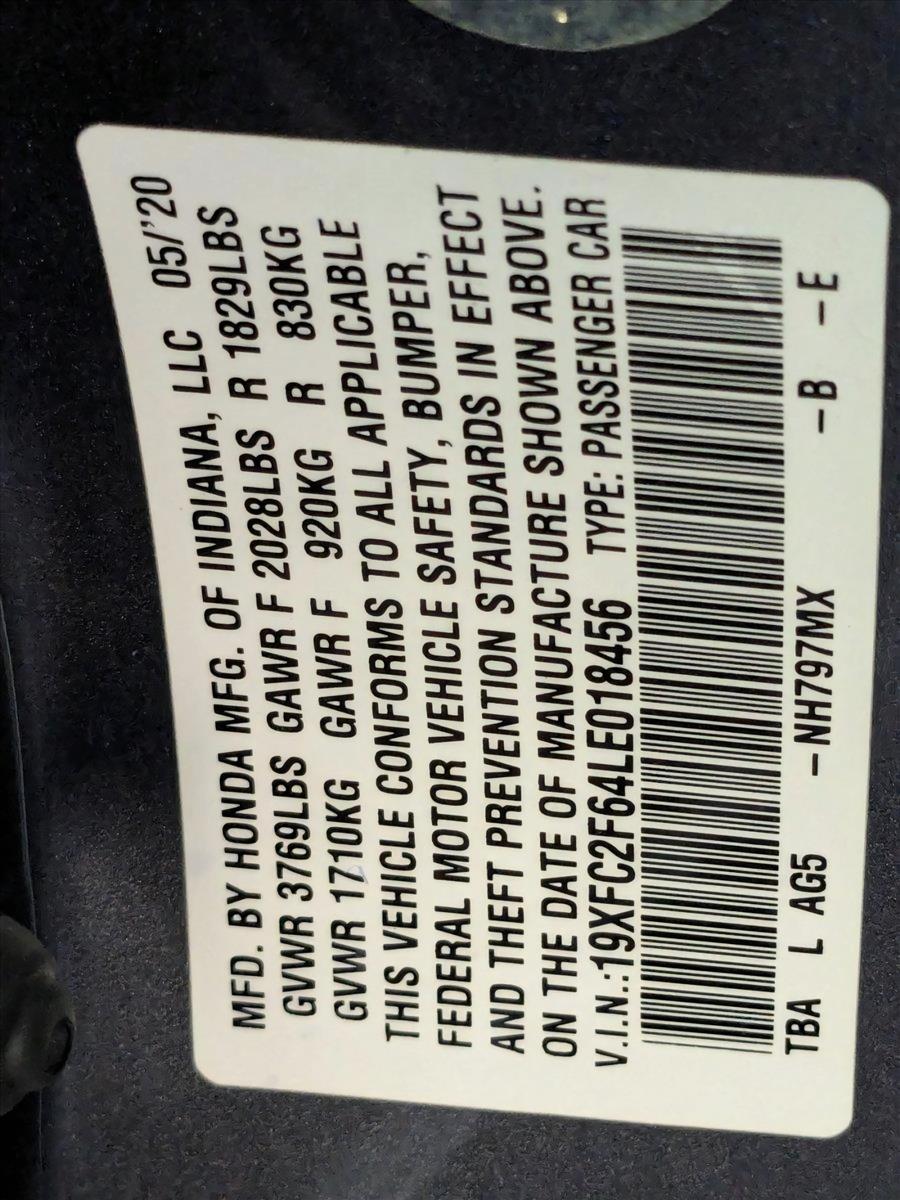 MFD. BY HONDA MFG. OF INDIANA, LLC 05/'20
GVWR 3769LBS GAWR F 2028LBS R 1829LBS
GVWR 1710KG GAWR F 920KG R 830KG
THIS VEHICLE CONFORMS TO ALL APPLICABLE
FEDERAL MOTOR VEHICLE SAFETY, BUMPER,
AND THEFT PREVENTION STANDARDS IN EFFECT
ON THE DATE OF MANUFACTURE SHOWN ABOVE.
V.I.N.:19XFC2F64LE018456 TYPE: PASSENGER CAR
TBA L AG5 -NH797MX -B -E